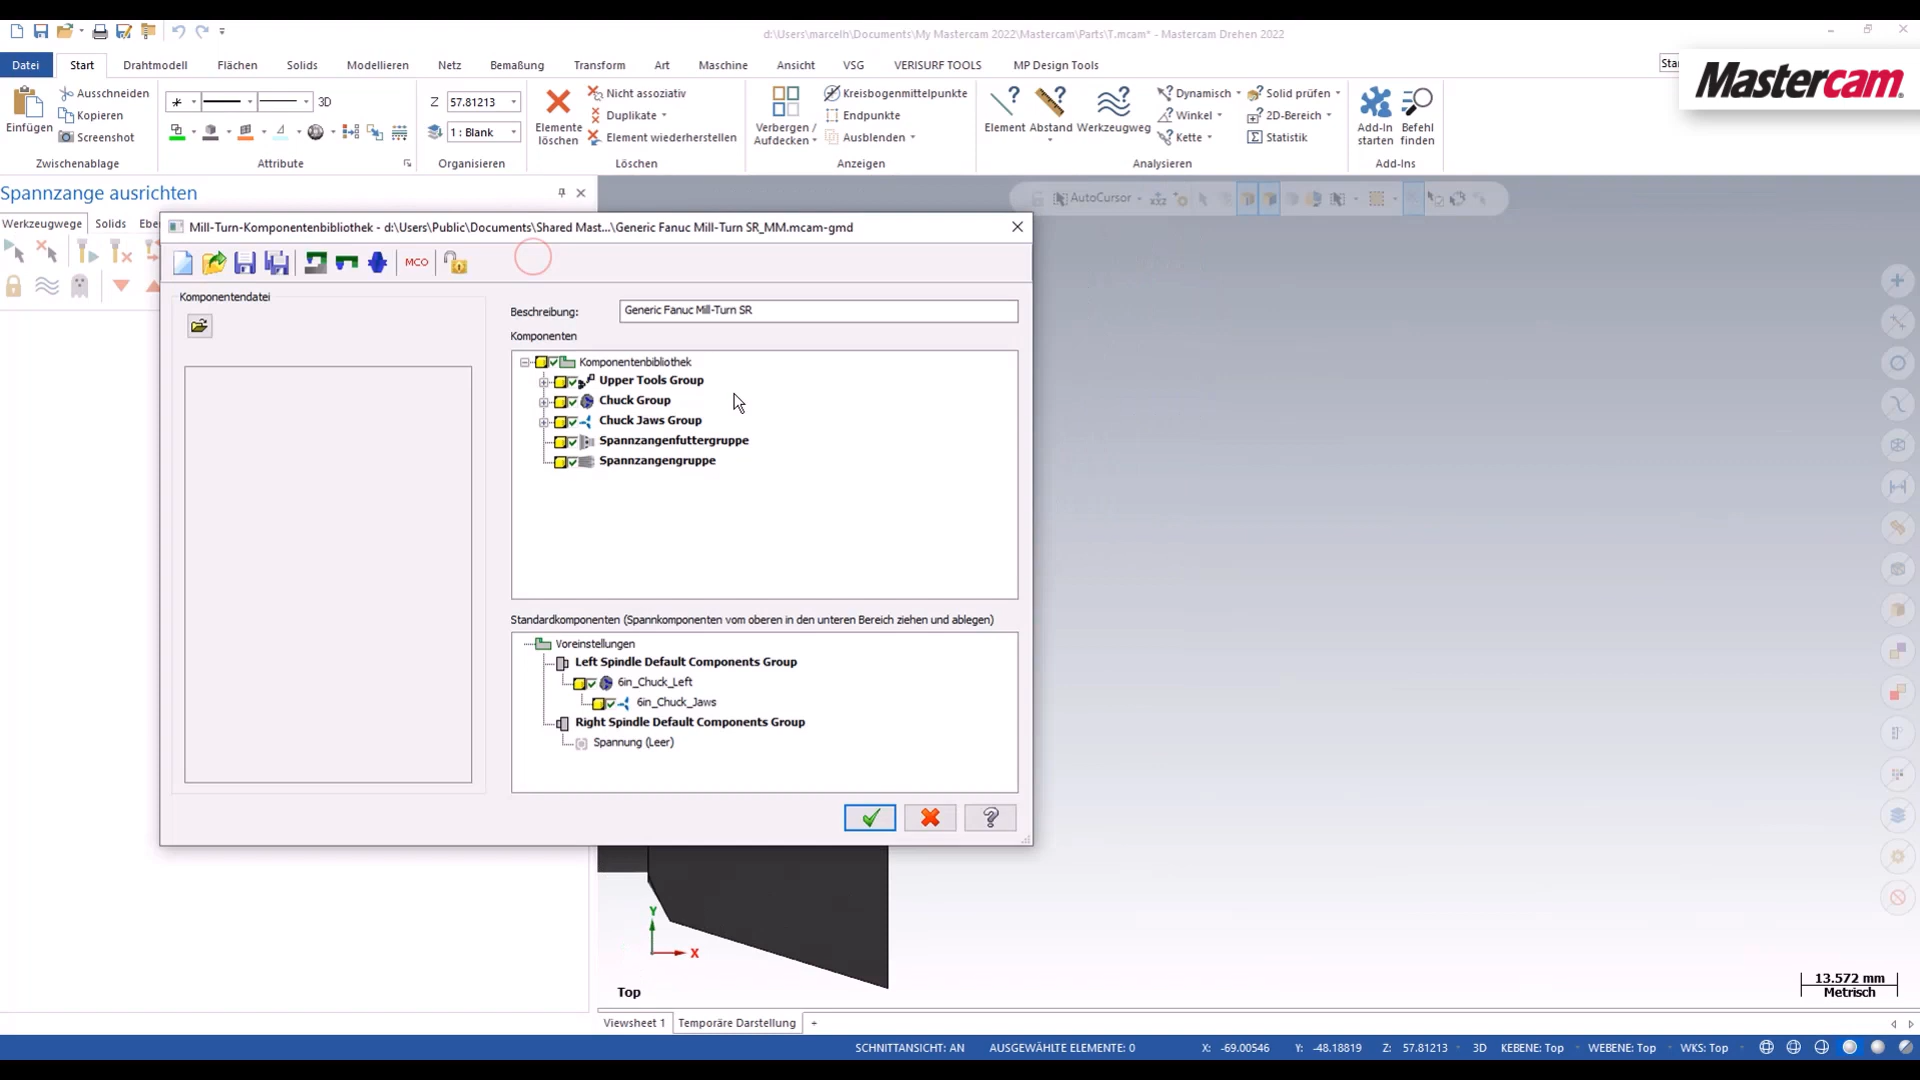 d:\Users\marcelh\Documents\My Mastercam 2022\Mastercam\Parts\T.mcam* - Mastercam Drehen 2022
Datei Start Drahtmodell Flächen Solids Modellieren Netz Bemaßung Transform Art Maschine Ansicht VSG VERISURF TOOLS MP Design Tools
Mastercam.
Einfügen
Ausschneiden
Kopieren
Screenshot
Zwischenablage
3D
Attribute
Z 57.81213
1 : Blank
Organisieren
Elemente löschen
Nicht assoziativ
Duplikate
Element wiederherstellen
Löschen
Verbergen / Aufdecken
Kreisbogenmittelpunkte
Endpunkte
Ausblenden
Anzeigen
Element Abstand Werkzeugweg
Dynamisch
Winkel
Kette
Solid prüfen
2D-Bereich
Statistik
Analysieren
Add-In starten
Befehl finden
Add-Ins
Spannzange ausrichten
Werkzeugwege Solids
AutoCursor
Mill-Turn-Komponentenbibliothek - d:\Users\Public\Documents\Shared Mast...\Generic Fanuc Mill-Turn SR_MM.mcam-gmd
MCO
Komponentendatei
Beschreibung: Generic Fanuc Mill-Turn SR
Komponenten
Komponentenbibliothek
Upper Tools Group
Chuck Group
Chuck Jaws Group
Spannzangenfuttergruppe
Spannzangengruppe
Standardkomponenten (Spannkomponenten vom oberen in den unteren Bereich ziehen und ablegen)
Voreinstellungen
Left Spindle Default Components Group
6in_Chuck_Left
6in_Chuck_Jaws
Right Spindle Default Components Group
Spannung (Leer)
Y
X
Top
13.572 mm
Metrisch
Viewsheet 1 Temporäre Darstellung +
SCHNITTANSICHT: AN AUSGEWÄHLTE ELEMENTE: 0 X: -69.00546 Y: -48.18819 Z: 57.81213 3D KEBENE: Top WEBENE: Top WKS: Top